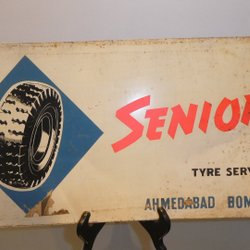 SENIOR
TYRE SERV
AHMEDABAD BOM